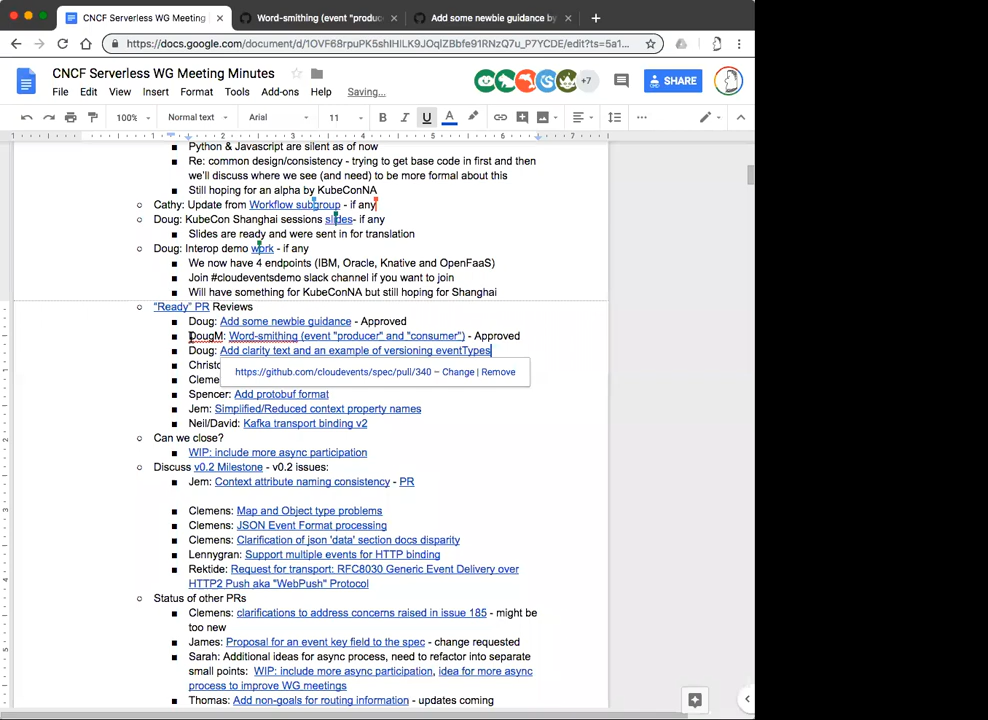 CNCF Serverless WG Meeting Minutes
Word-smithing (event "produc
Add some newbie guidance by
https://docs.google.com/document/d/1OVF68rpuPK5shIHILK9JOqlZBbfe91RNzQ7u_P7YCDE/edit?ts=5a1...
CNCF Serverless WG Meeting Minutes
+7
SHARE
File Edit View Insert Format Tools Add-ons Help Saving...
100% Normal text Arial 11 B I U A
1 1 2 3 4 5 6 7
Python & Javascript are silent as of now
Re: common design/consistency - trying to get base code in first and then
we'll discuss where we see (and need) to be more formal about this
Still hoping for an alpha by KubeConNA
Cathy: Update from Workflow subgroup - if any
Doug: KubeCon Shanghai sessions slides- if any
Slides are ready and were sent in for translation
Doug: Interop demo work - if any
We now have 4 endpoints (IBM, Oracle, Knative and OpenFaaS)
Join #cloudeventsdemo slack channel if you want to join
Will have something for KubeConNA but still hoping for Shanghai
"Ready" PR Reviews
Doug: Add some newbie guidance - Approved
DougM: Word-smithing (event "producer" and "consumer") - Approved
Doug: Add clarity text and an example of versioning eventTypes
Christo
https://github.com/cloudevents/spec/pull/340 – Change | Remove
Cleme
Spencer: Add protobuf format
Jem: Simplified/Reduced context property names
Neil/David: Kafka transport binding v2
Can we close?
WIP: include more async participation
Discuss v0.2 Milestone - v0.2 issues:
Jem: Context attribute naming consistency - PR
Clemens: Map and Object type problems
Clemens: JSON Event Format processing
Clemens: Clarification of json 'data' section docs disparity
Lennygran: Support multiple events for HTTP binding
Rektide: Request for transport: RFC8030 Generic Event Delivery over
HTTP2 Push aka "WebPush" Protocol
Status of other PRs
Clemens: clarifications to address concerns raised in issue 185 - might be
too new
James: Proposal for an event key field to the spec - change requested
Sarah: Additional ideas for async process, need to refactor into separate
small points: WIP: include more async participation, idea for more async
process to improve WG meetings
Thomas: Add non-goals for routing information - updates coming